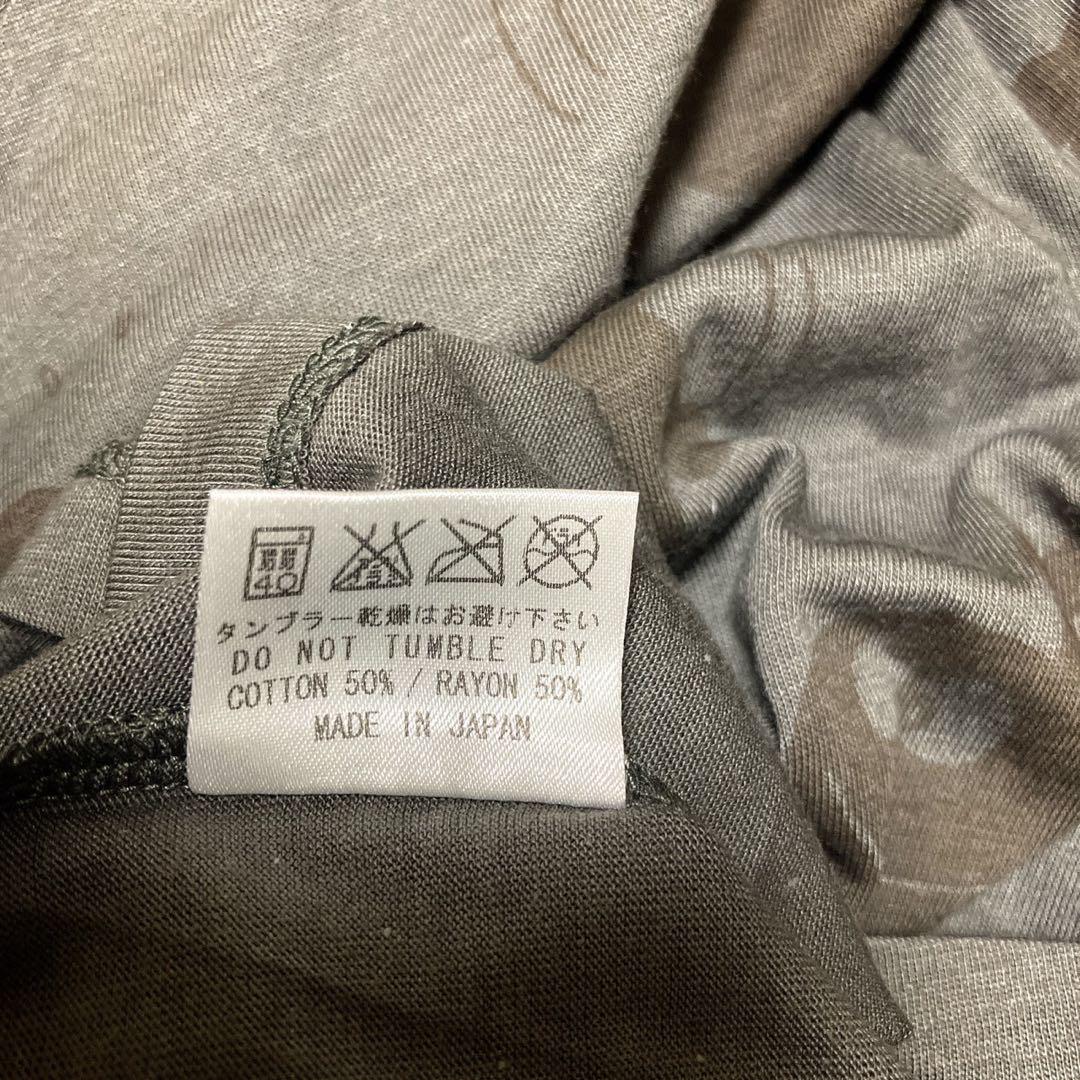 40
タンブラー乾燥はお避け下さい
DO NOT TUMBLE DRY
COTTON 50% / RAYON 50%
MADE IN JAPAN